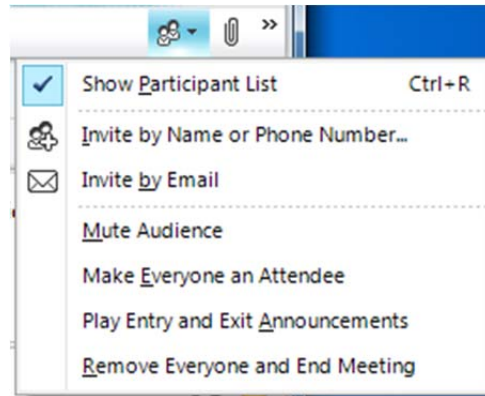 Show Participant List Ctrl+R
Invite by Name or Phone Number...
Invite by Email
Mute Audience
Make Everyone an Attendee
Play Entry and Exit Announcements
Remove Everyone and End Meeting